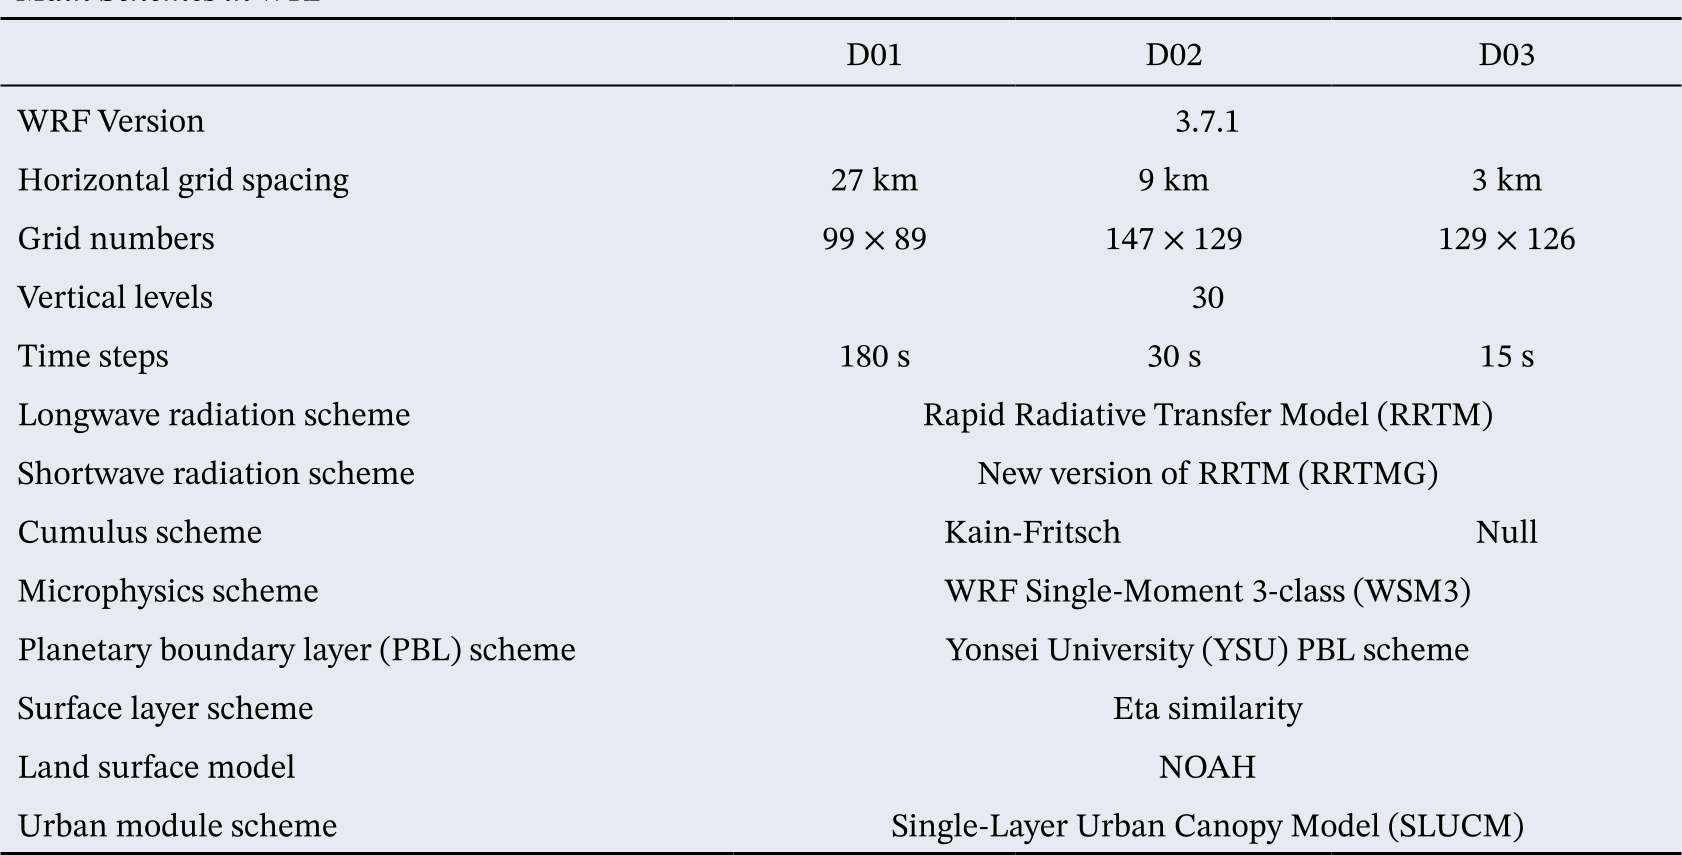 D01 D02 D03
WRF Version 3.7.1
Horizontal grid spacing 27 km 9 km 3 km
Grid numbers 99 × 89 147 × 129 129 × 126
Vertical levels 30
Time steps 180 s 30 s 15 s
Longwave radiation scheme Rapid Radiative Transfer Model (RRTM)
Shortwave radiation scheme New version of RRTM (RRTMG)
Cumulus scheme Kain-Fritsch Null
Microphysics scheme WRF Single-Moment 3-class (WSM3)
Planetary boundary layer (PBL) scheme Yonsei University (YSU) PBL scheme
Surface layer scheme Eta similarity
Land surface model NOAH
Urban module scheme Single-Layer Urban Canopy Model (SLUCM)